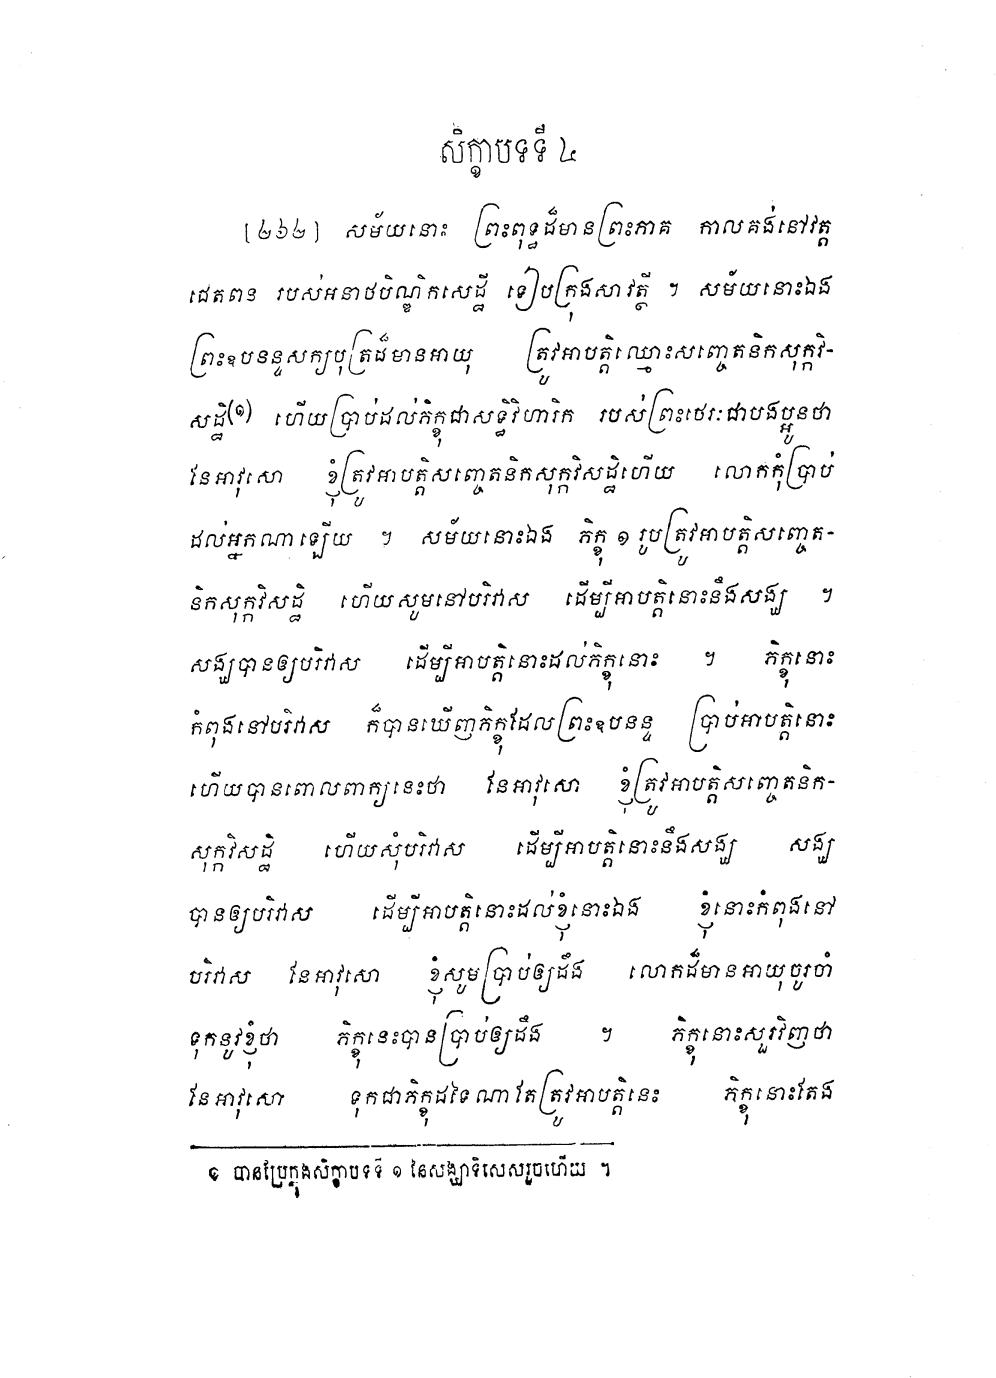 សិក្ខាបទទី ៤
[២៦២] សម័យនោះ ព្រះពុទ្ធដ៏មានព្រះភាគ កាលគង់នៅវត្ត
ជេតពន របស់អនាថបិណ្ឌិកសេដ្ឋី ទៀបក្រុងសាវត្ថី ។ សម័យនោះឯង
ព្រះឧបនន្ទសក្យបុត្រដ៏មានអាយុ ត្រូវអាបត្តិឈ្មោះសញ្ចេតនិកសុក្កវិ-
សដ្ឋិ(១) ហើយប្រាប់ដល់ភិក្ខុជាសទ្ធិវិហារិក របស់ព្រះថេរៈជាបងប្អូនថា
នែអាវុសោ ខ្ញុំត្រូវអាបត្តិសញ្ចេតនិកសុក្កវិសដ្ឋិហើយ លោកកុំប្រាប់
ដល់អ្នកណាឡើយ ។ សម័យនោះឯង ភិក្ខុ ១ រូបត្រូវអាបត្តិសញ្ចេត-
និកសុក្កវិសដ្ឋិ ហើយសូមនៅបរិវាស ដើម្បីអាបត្តិនោះនឹងសង្ឃ ។
សង្ឃបានឲ្យបរិវាស ដើម្បីអាបត្តិនោះដល់ភិក្ខុនោះ ។ ភិក្ខុនោះ
កំពុងនៅបរិវាស ក៏បានឃើញភិក្ខុដែលព្រះឧបនន្ទ ប្រាប់អាបត្តិនោះ
ហើយបានពោលពាក្យនេះថា នែអាវុសោ ខ្ញុំត្រូវអាបត្តិសញ្ចេតនិក-
សុក្កវិសដ្ឋិ ហើយសុំបរិវាស ដើម្បីអាបត្តិនោះនឹងសង្ឃ សង្ឃ
បានឲ្យបរិវាស ដើម្បីអាបត្តិនោះដល់ខ្ញុំនោះឯង ខ្ញុំនោះកំពុងនៅ
បរិវាស នែអាវុសោ ខ្ញុំសូមប្រាប់ឲ្យដឹង លោកដ៏មានអាយុចូរចាំ
ទុកនូវខ្ញុំថា ភិក្ខុនេះបានប្រាប់ឲ្យដឹង ។ ភិក្ខុនោះសួរវិញថា
នែអាវុសោ ទុកជាភិក្ខុដទៃណាតែត្រូវអាបត្តិនេះ ភិក្ខុនោះតែង
១ បានប្រែក្នុងសិក្ខាបទទី ១ នៃសង្ឃាទិសេសរួចហើយ ។